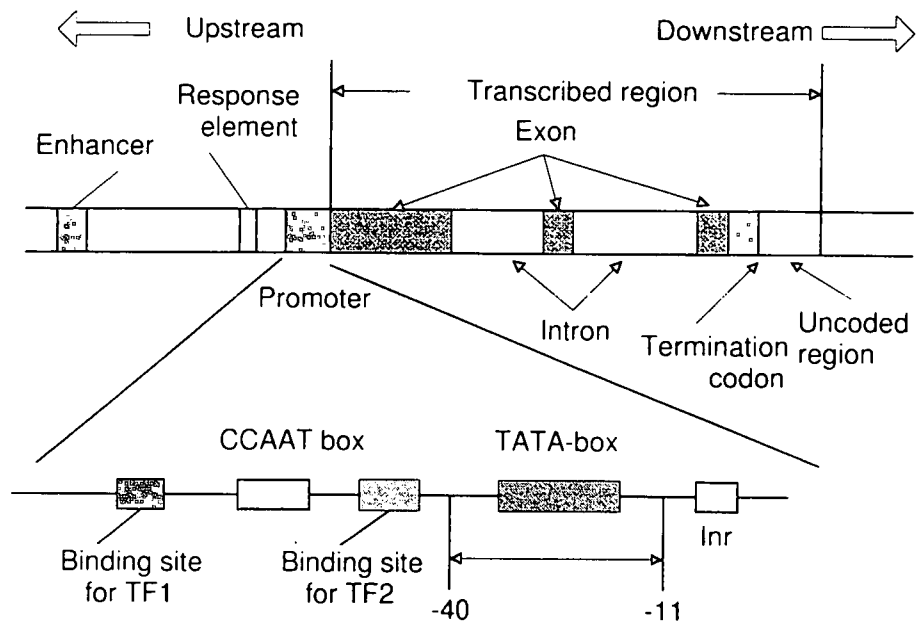 Upstream
Downstream
Response
element
Transcribed region
Exon
Enhancer
Promoter
Intron
Termination
codon
Uncoded
region
CCAAT box
TATA-box
Inr
Binding site
for TF1
Binding site
for TF2
-40
-11